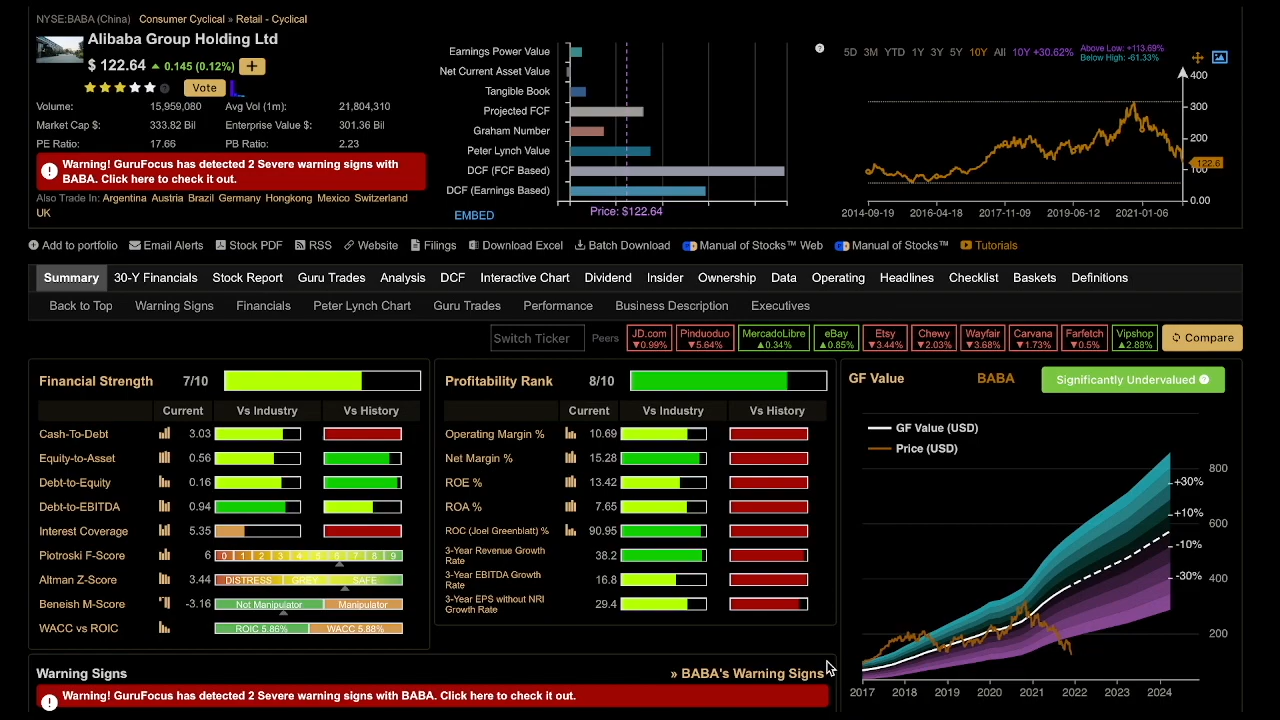 NYSE:BABA (China) Consumer Cyclical » Retail - Cyclical
Alibaba Group Holding Ltd
$ 122.64 ▲ 0.145 (0.12%) +
Vote
Volume: 15,959,080 Avg Vol (1m): 21,804,310
Market Cap $: 333.82 Bil Enterprise Value $: 301.36 Bil
PE Ratio: 17.66 PB Ratio: 2.23
Warning! GuruFocus has detected 2 Severe warning signs with
BABA. Click here to check it out.
Also Trade In: Argentina Austria Brazil Germany Hongkong Mexico Switzerland
UK
Earnings Power Value
Net Current Asset Value
Tangible Book
Projected FCF
Graham Number
Peter Lynch Value
DCF (FCF Based)
DCF (Earnings Based)
EMBED
Price: $122.64
5D 3M YTD 1Y 3Y 5Y 10Y All 10Y +30.62% Above Low: +113.69%
Below High: -61.33%
400
300
200
122.6
100
0.00
2014-09-19 2016-04-18 2017-11-09 2019-06-12 2021-01-06
Add to portfolio Email Alerts Stock PDF RSS Website Filings Download Excel Batch Download Manual of Stocks™ Web Manual of Stocks™ Tutorials
Summary 30-Y Financials Stock Report Guru Trades Analysis DCF Interactive Chart Dividend Insider Ownership Data Operating Headlines Checklist Baskets Definitions
Back to Top Warning Signs Financials Peter Lynch Chart Guru Trades Performance Business Description Executives
Switch Ticker Peers JD.com Pinduoduo MercadoLibre eBay Etsy Chewy Wayfair Carvana Farfetch Vipshop Compare
▼0.99% ▼5.64% ▲0.34% ▲0.85% ▼3.44% ▼2.03% ▼3.68% ▼1.73% ▼0.5% ▲2.88%
Financial Strength 7/10
Current Vs Industry Vs History
Cash-To-Debt 3.03
Equity-to-Asset 0.56
Debt-to-Equity 0.16
Debt-to-EBITDA 0.94
Interest Coverage 5.35
Piotroski F-Score 6 0 1 2 3 4 5 6 7 8 9
Altman Z-Score 3.44 DISTRESS GREY SAFE
Beneish M-Score -3.16 Not Manipulator Manipulator
WACC vs ROIC ROIC 5.86% WACC 5.88%
Profitability Rank 8/10
Current Vs Industry Vs History
Operating Margin % 10.69
Net Margin % 15.28
ROE % 13.42
ROA % 7.65
ROC (Joel Greenblatt) % 90.95
3-Year Revenue Growth
Rate 38.2
3-Year EBITDA Growth
Rate 16.8
3-Year EPS without NRI
Growth Rate 29.4
GF Value BABA Significantly Undervalued
GF Value (USD)
Price (USD)
800
+30%
600
+10%
-10%
400
-30%
200
2017 2018 2019 2020 2021 2022 2023 2024
Warning Signs » BABA's Warning Signs
Warning! GuruFocus has detected 2 Severe warning signs with BABA. Click here to check it out.